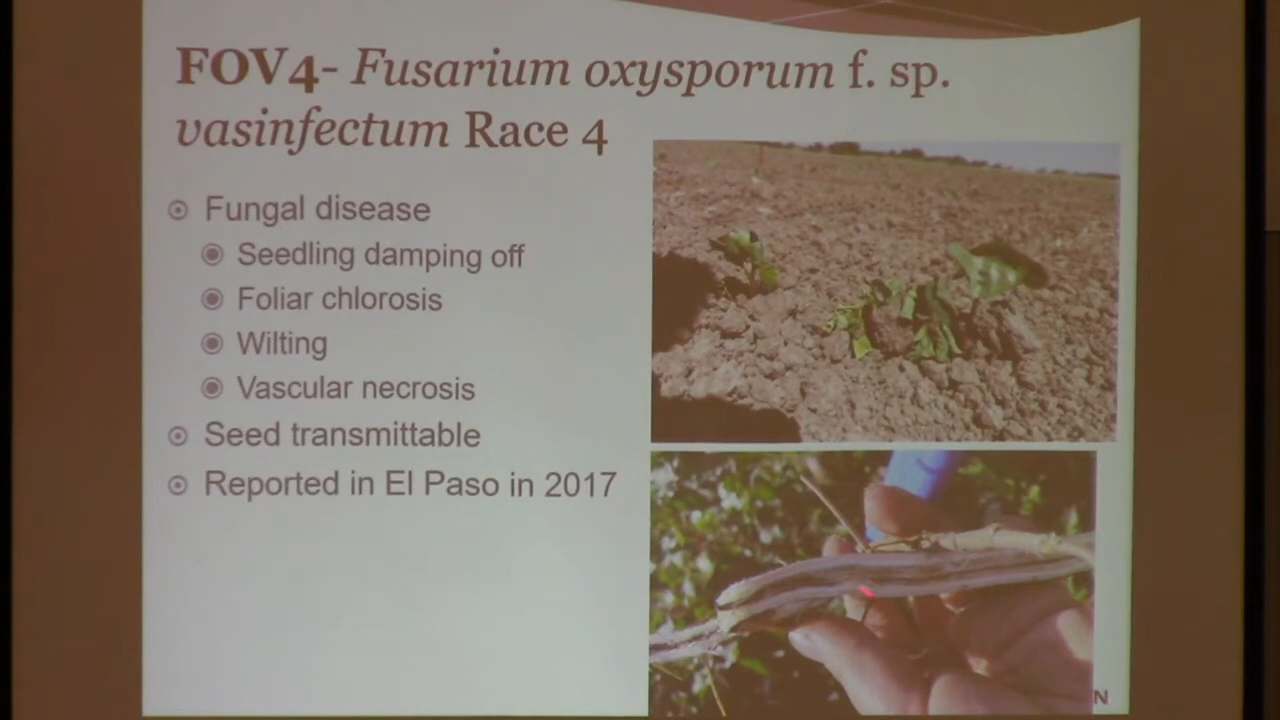 FOV4- Fusarium oxysporum f. sp.
vasinfectum Race 4
Fungal disease
Seedling damping off
Foliar chlorosis
Wilting
Vascular necrosis
Seed transmittable
Reported in El Paso in 2017
N